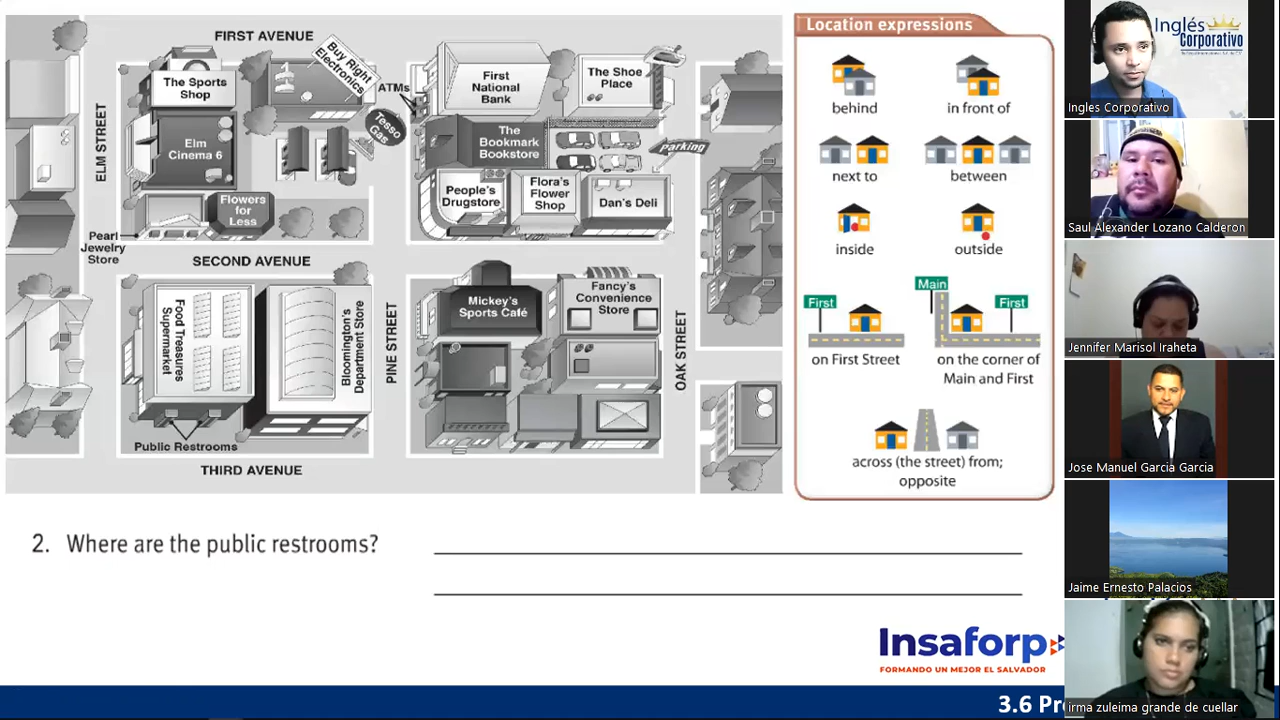 FIRST AVENUE
The Sports
Shop
Buy Right
Electronics
ATMs
First
National
Bank
The Shoe
Place
ELM STREET
Elm
Cinema 6
Tesso
Gas
The
Bookmark
Bookstore
Parking
Flowers
for
Less
People's
Drugstore
Flora's
Flower
Shop
Dan's Deli
Pearl
Jewelry
Store
SECOND AVENUE
Food Treasures
Supermarket
Bloomington's
Department Store
PINE STREET
Mickey's
Sports Café
Fancy's
Convenience
Store
OAK STREET
Public Restrooms
THIRD AVENUE
Location expressions
behind
in front of
next to
between
inside
outside
First
Main
First
on First Street
on the corner of
Main and First
across (the street) from;
opposite
2. Where are the public restrooms?
Insaforp
FORMANDO UN MEJOR EL SALVADOR
Inglés
Corporativo
Ingles Corporativo
Saul Alexander Lozano Calderon
Jennifer Marisol Iraheta
Jose Manuel Garcia Garcia
Jaime Ernesto Palacios
irma zuleima grande de cuellar